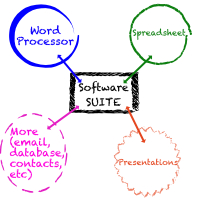 Word
Processor
Spreadsheet
Software
SUITE
More
(email,
database,
contacts,
etc)
Presentations